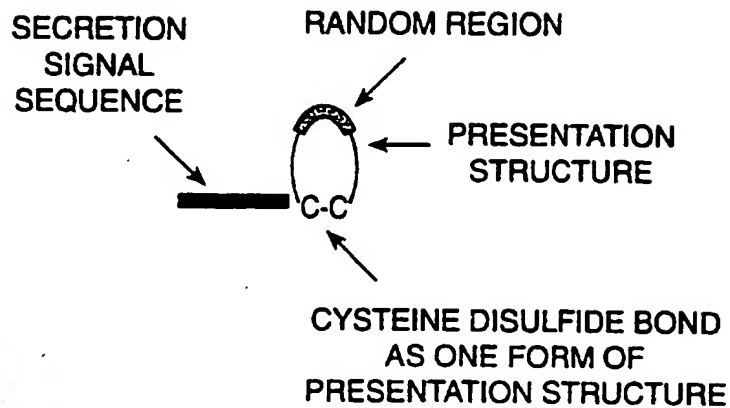 SECRETION
SIGNAL
SEQUENCE
RANDOM REGION
PRESENTATION
STRUCTURE
C-C
CYSTEINE DISULFIDE BOND
AS ONE FORM OF
PRESENTATION STRUCTURE